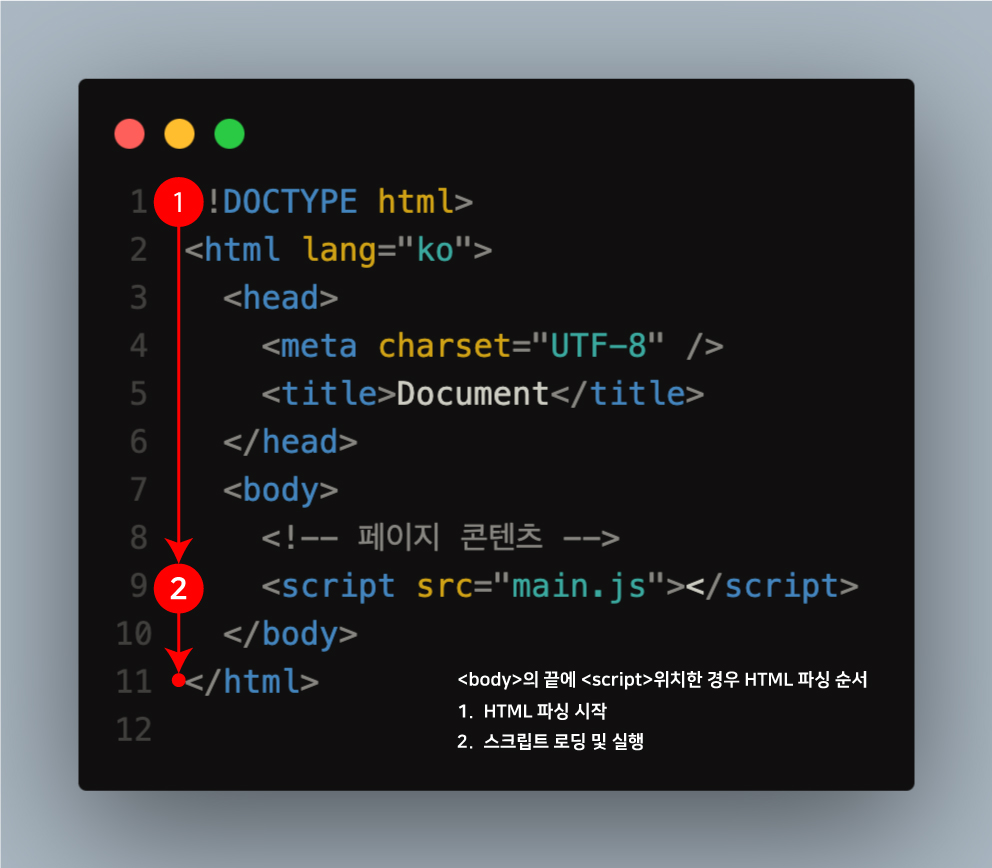 1 1 !DOCTYPE html>
2 <html lang="ko">
3   <head>
4     <meta charset="UTF-8" />
5     <title>Document</title>
6   </head>
7   <body>
8     <!-- 페이지 콘텐츠 -->
9 2 <script src="main.js"></script>
10   </body>
11 </html>
12
<body>의 끝에 <script>위치한 경우 HTML 파싱 순서
1. HTML 파싱 시작
2. 스크립트 로딩 및 실행